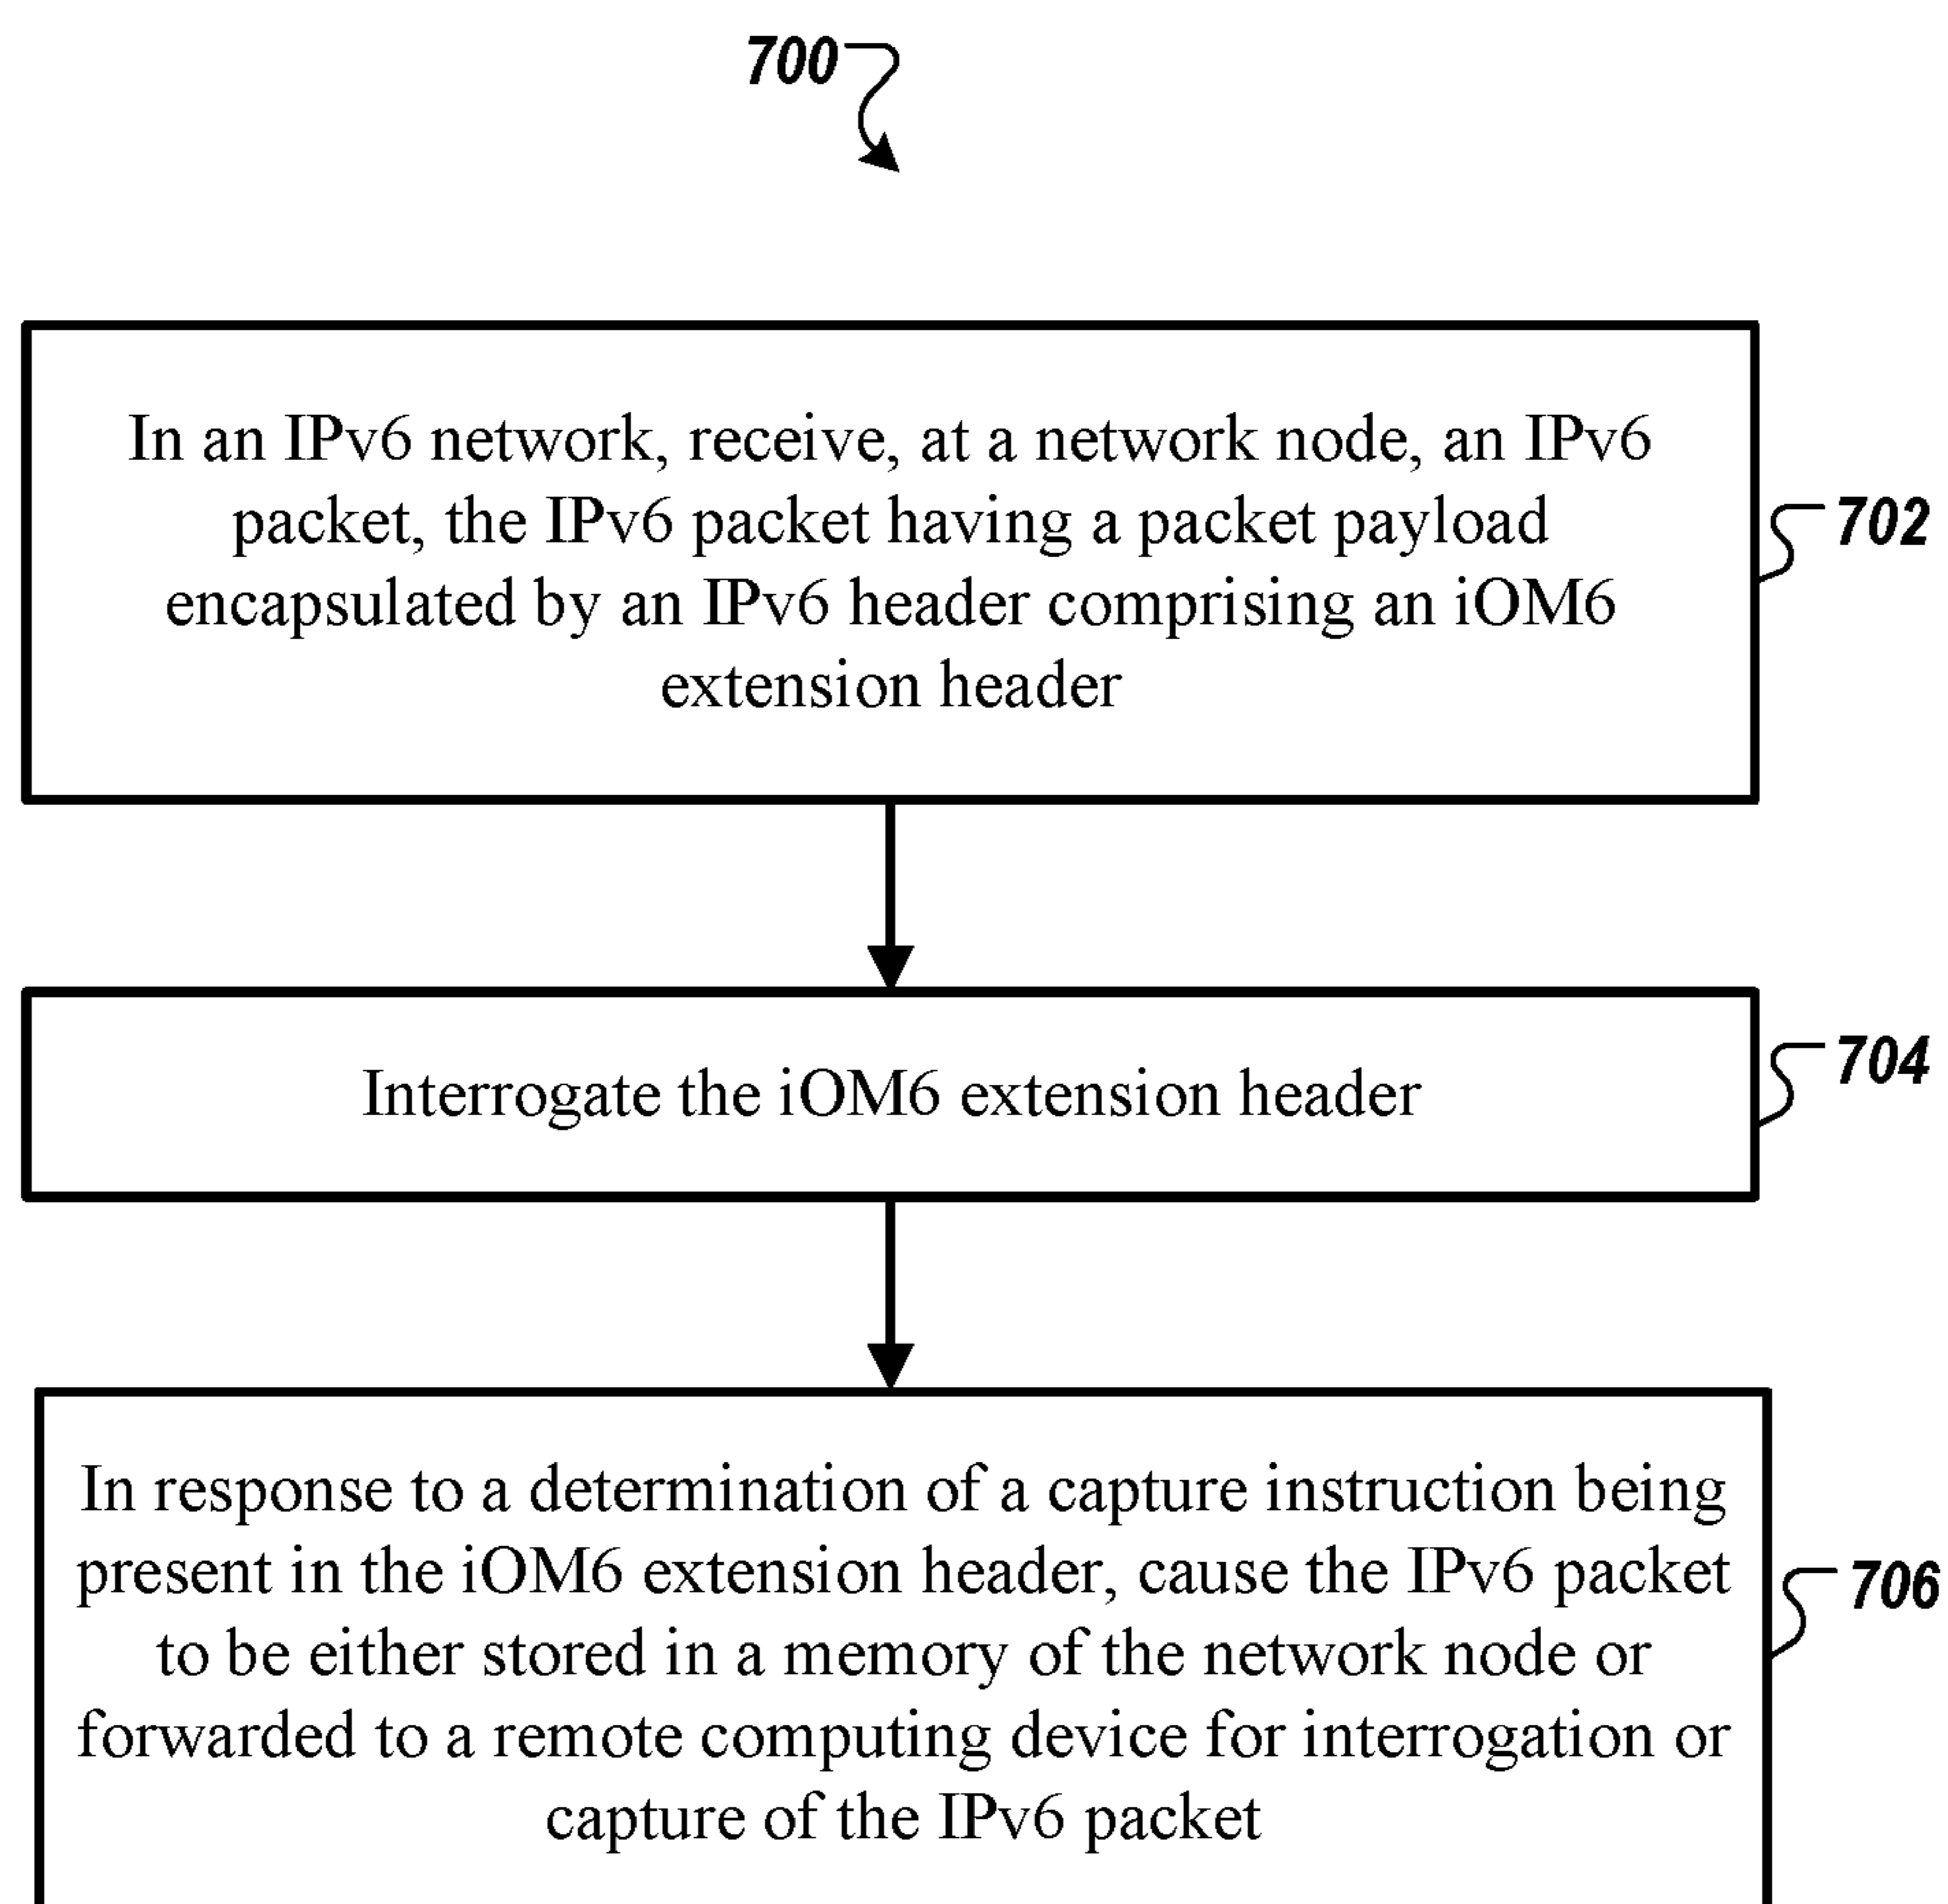 700
In an IPv6 network, receive, at a network node, an IPv6
packet, the IPv6 packet having a packet payload
encapsulated by an IPv6 header comprising an iOM6
extension header
702
Interrogate the iOM6 extension header
704
In response to a determination of a capture instruction being
present in the iOM6 extension header, cause the IPv6 packet
to be either stored in a memory of the network node or
forwarded to a remote computing device for interrogation or
capture of the IPv6 packet
706